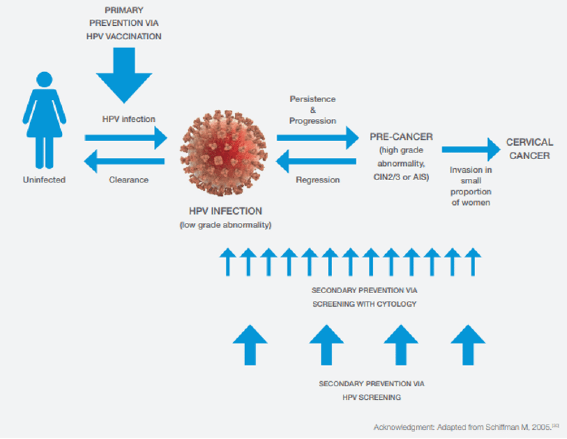 PRIMARY
PREVENTION VIA
HPV VACCINATION
HPV infection
Clearance
Uninfected
HPV INFECTION
(low grade abnormality)
Persistence
&
Progression
Regression
PRE-CANCER
(high grade
abnormality,
CIN2/3 or AIS)
Invasion in
small
proportion
of women
CERVICAL
CANCER
SECONDARY PREVENTION VIA
SCREENING WITH CYTOLOGY
SECONDARY PREVENTION VIA
HPV SCREENING
Acknowledgment: Adapted from Schiffman M, 2005.